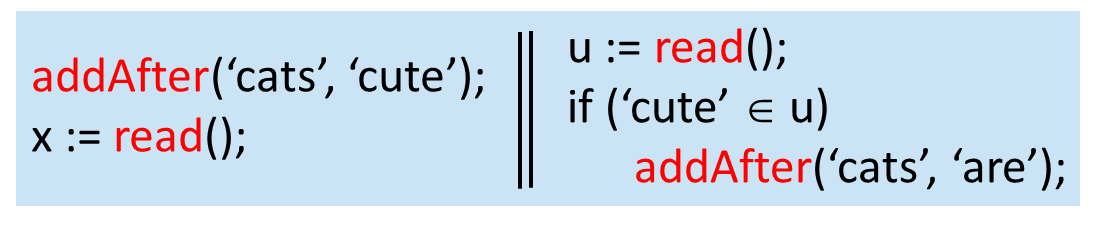 addAfter(‘cats’, ‘cute’);
x := read();
u := read();
if (‘cute’ ∈ u)
addAfter(‘cats’, ‘are’);